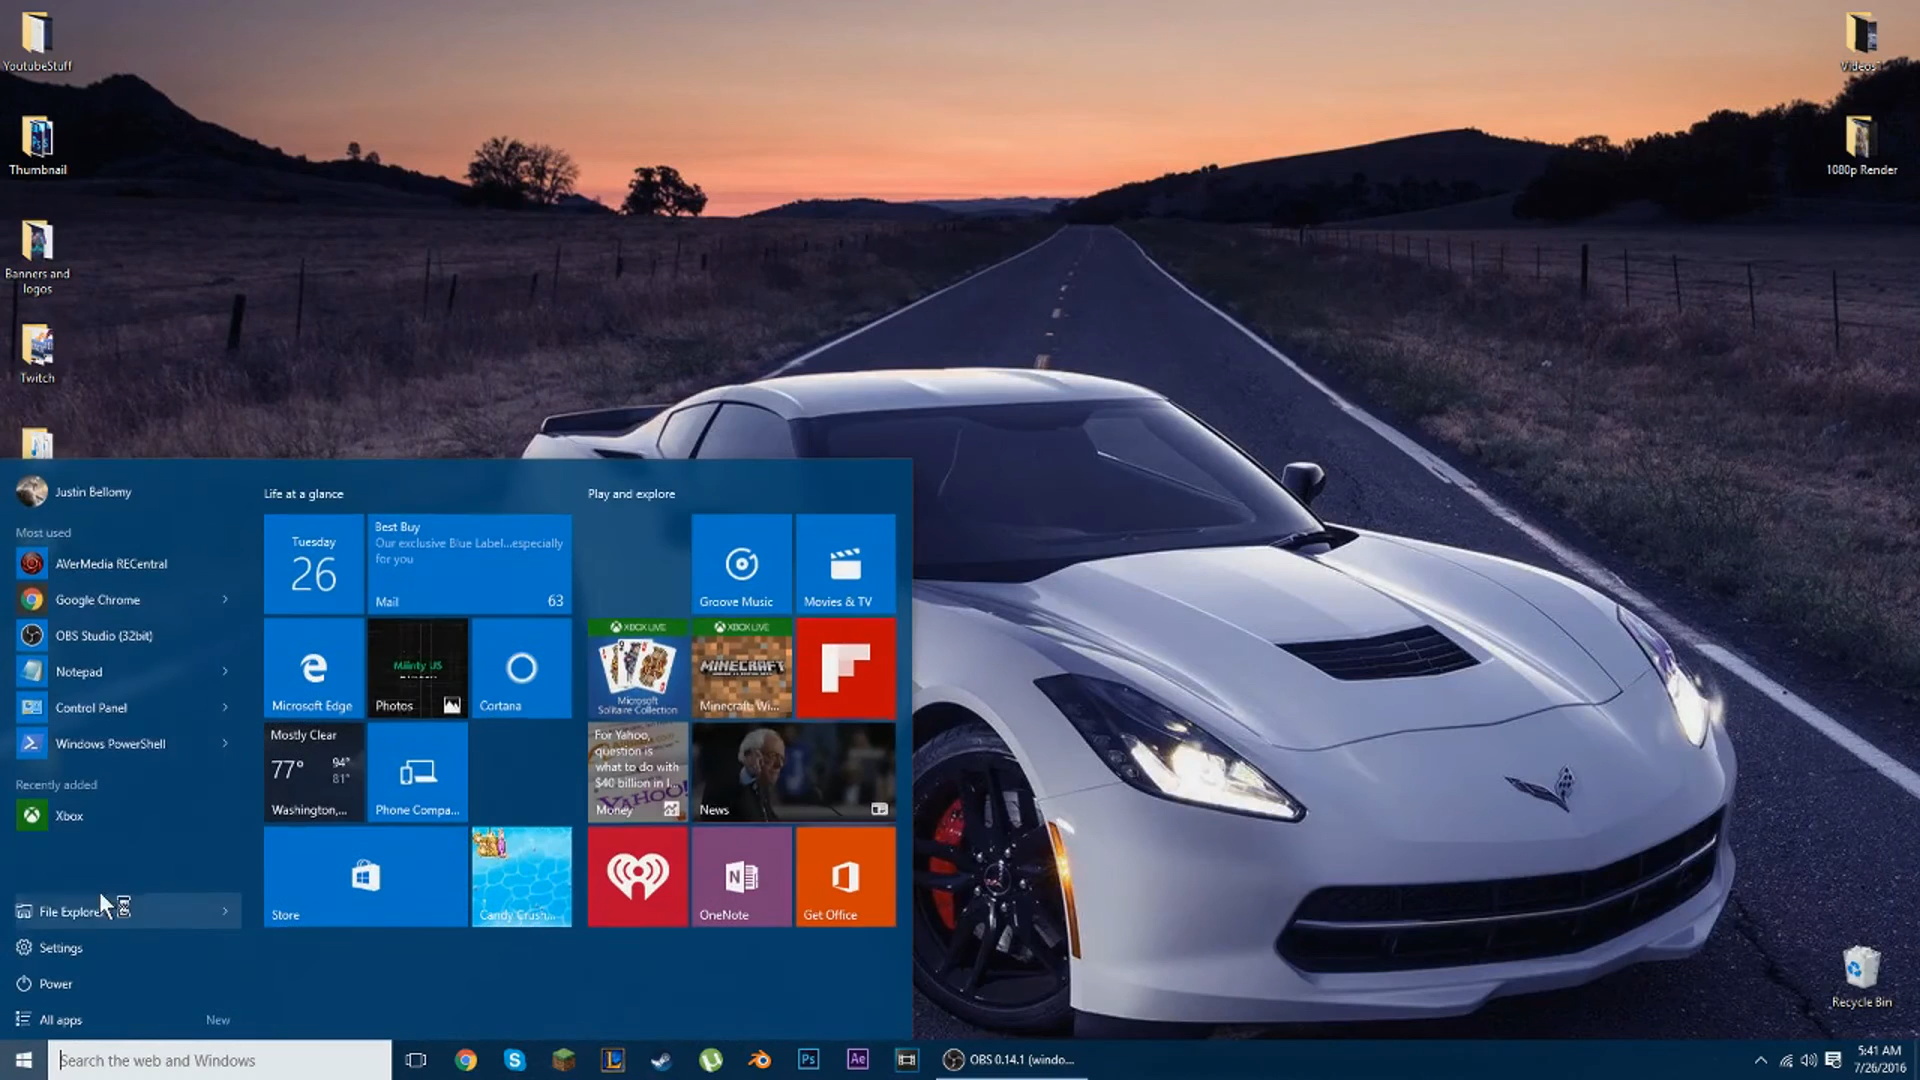 YoutubeStuff
Thumbnail
Banners and
logos
Twitch
Videos
1080p Render
Recycle Bin
Justin Bellomy
Most used
AVerMedia RECentral
Google Chrome
OBS Studio (32bit)
Notepad
Control Panel
Windows PowerShell
Recently added
Xbox
File Explorer
Settings
Power
All apps
New
Life at a glance
Tuesday
26
Best Buy
Our exclusive Blue Label...especially
for you
Mail
63
Microsoft Edge
Photos
Cortana
Mostly Clear
77°
94°
81°
Washington,...
Phone Compa...
Store
Candy Crush...
Play and explore
Groove Music
Movies & TV
XBOX LIVE
Microsoft
Solitaire Collection
XBOX LIVE
MINECRAFT
Minecraft: Wi...
For Yahoo,
question is
what to do with
$40 billion in l...
YAHOO!
Money
News
N
OneNote
Get Office
Search the web and Windows
Ps
Ae
OBS 0.14.1 (windo...
5:41 AM
7/26/2016